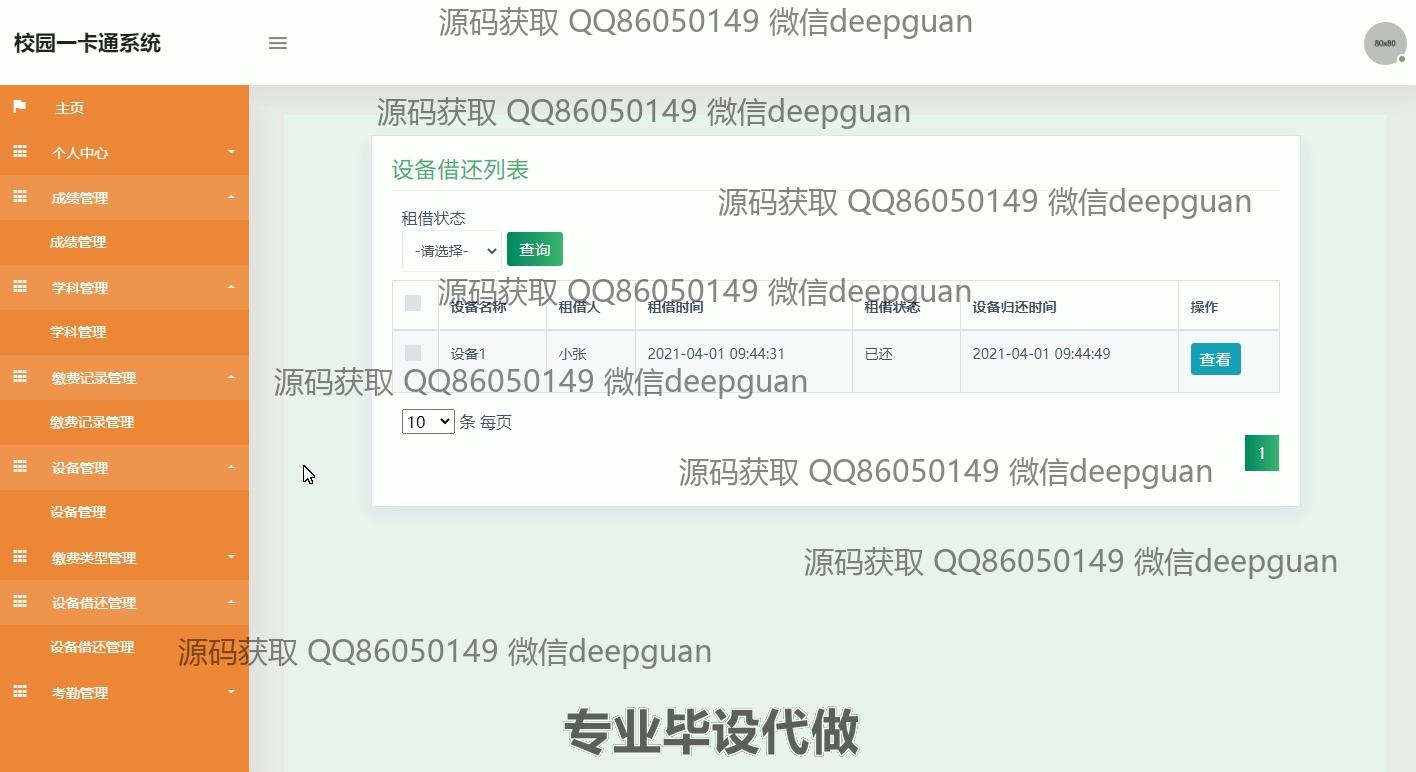 校园一卡通系统
源码获取 QQ86050149 微信deepguan
80x80
主页
个人中心
成绩管理
成绩管理
学科管理
学科管理
缴费记录管理
缴费记录管理
设备管理
设备管理
缴费类型管理
设备借还管理
设备借还管理
考勤管理
源码获取 QQ86050149 微信deepguan
设备借还列表
源码获取 QQ86050149 微信deepguan
租借状态
-请选择- 查询
源码获取 QQ86050149 微信deepguan
设备名称 租借人 租借时间 租借状态 设备归还时间 操作
设备1 小张 2021-04-01 09:44:31 已还 2021-04-01 09:44:49 查看
源码获取 QQ86050149 微信deepguan
10 条 每页
1
源码获取 QQ86050149 微信deepguan
源码获取 QQ86050149 微信deepguan
源码获取 QQ86050149 微信deepguan
专业毕设代做